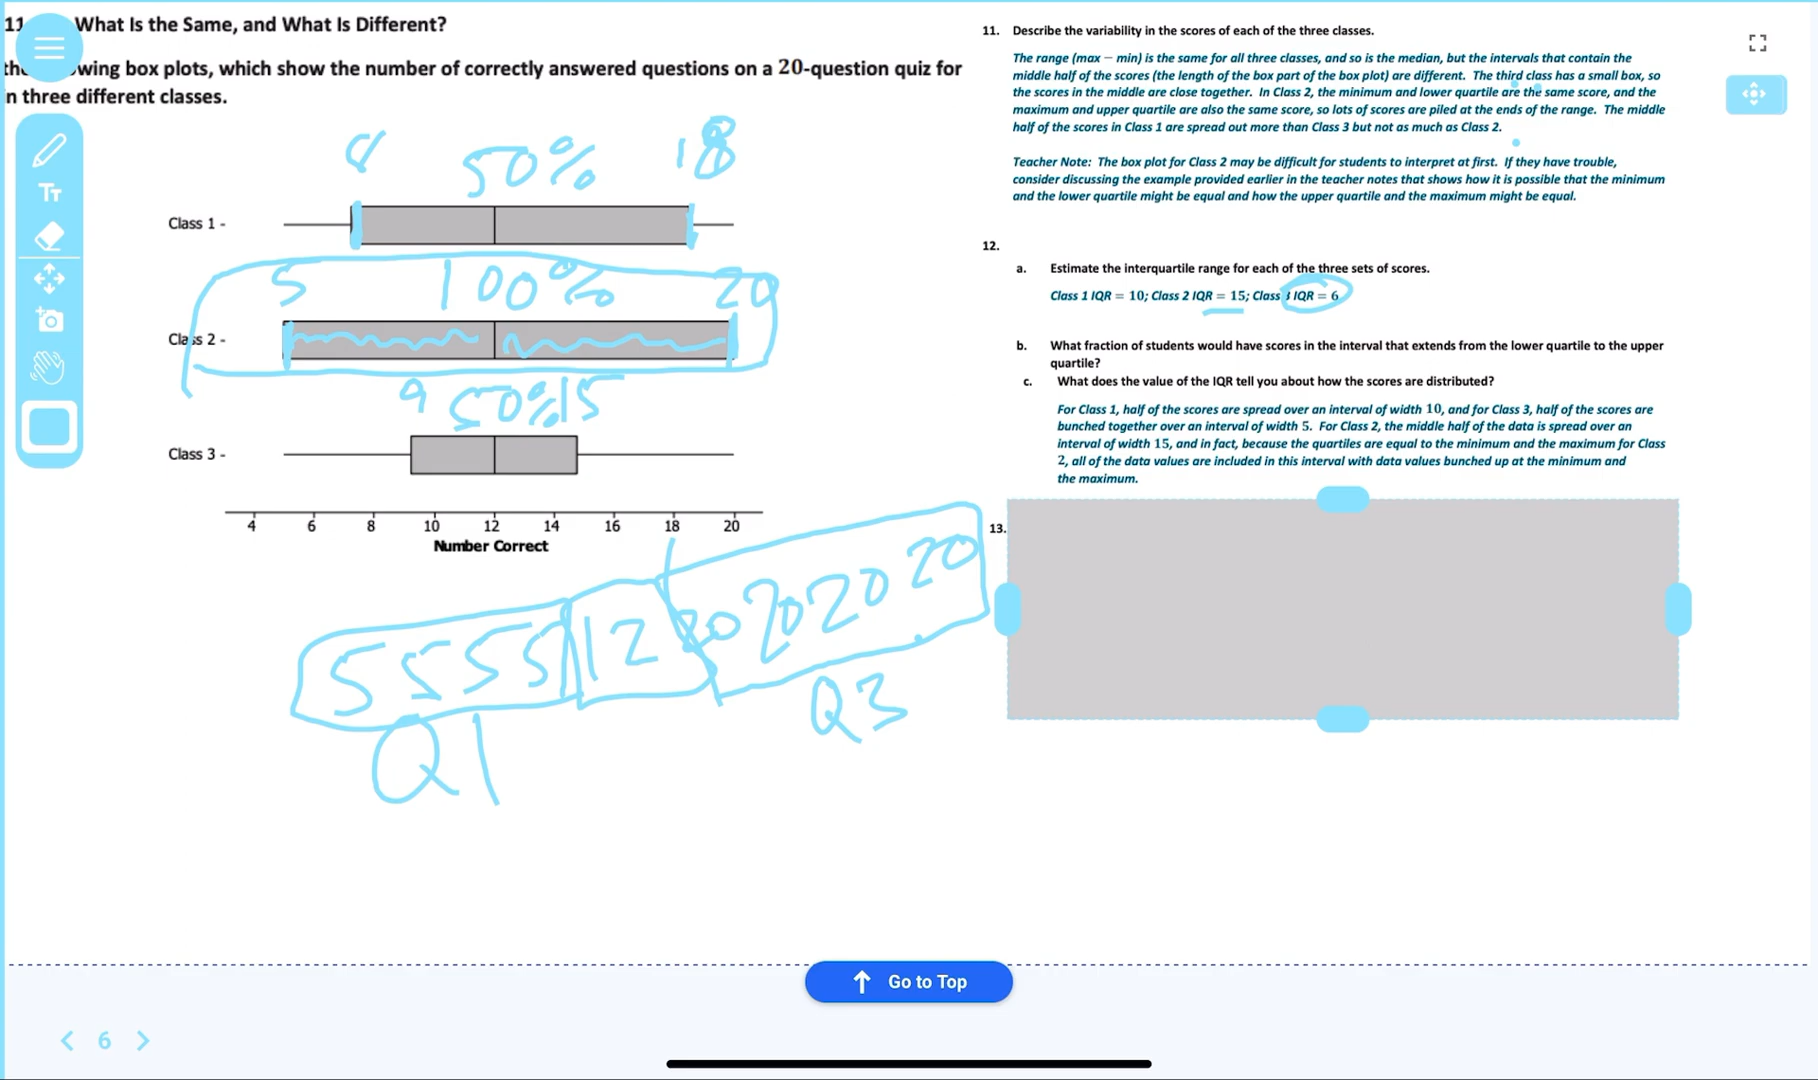 11
What Is the Same, and What Is Different?
the
wing box plots, which show the number of correctly answered questions on a 20-question quiz for
n three different classes.
Tт
8 50% 18
Class 1 -
5 100% 20
Class 2 -
9 50% 15
Class 3 -
4 6 8 10 12 14 16 18 20
Number Correct
5 5 5 5 12 20 20 20 20
Q1
Q3
11. Describe the variability in the scores of each of the three classes.
The range (max − min) is the same for all three classes, and so is the median, but the intervals that contain the
middle half of the scores (the length of the box part of the box plot) are different. The third class has a small box, so
the scores in the middle are close together. In Class 2, the minimum and lower quartile are the same score, and the
maximum and upper quartile are also the same score, so lots of scores are piled at the ends of the range. The middle
half of the scores in Class 1 are spread out more than Class 3 but not as much as Class 2.
Teacher Note: The box plot for Class 2 may be difficult for students to interpret at first. If they have trouble,
consider discussing the example provided earlier in the teacher notes that shows how it is possible that the minimum
and the lower quartile might be equal and how the upper quartile and the maximum might be equal.
12.
a. Estimate the interquartile range for each of the three sets of scores.
Class 1 IQR = 10; Class 2 IQR = 15; Class 3 IQR = 6
b. What fraction of students would have scores in the interval that extends from the lower quartile to the upper
quartile?
c. What does the value of the IQR tell you about how the scores are distributed?
For Class 1, half of the scores are spread over an interval of width 10, and for Class 3, half of the scores are
bunched together over an interval of width 5. For Class 2, the middle half of the data is spread over an
interval of width 15, and in fact, because the quartiles are equal to the minimum and the maximum for Class
2, all of the data values are included in this interval with data values bunched up at the minimum and
the maximum.
13.
Go to Top
6